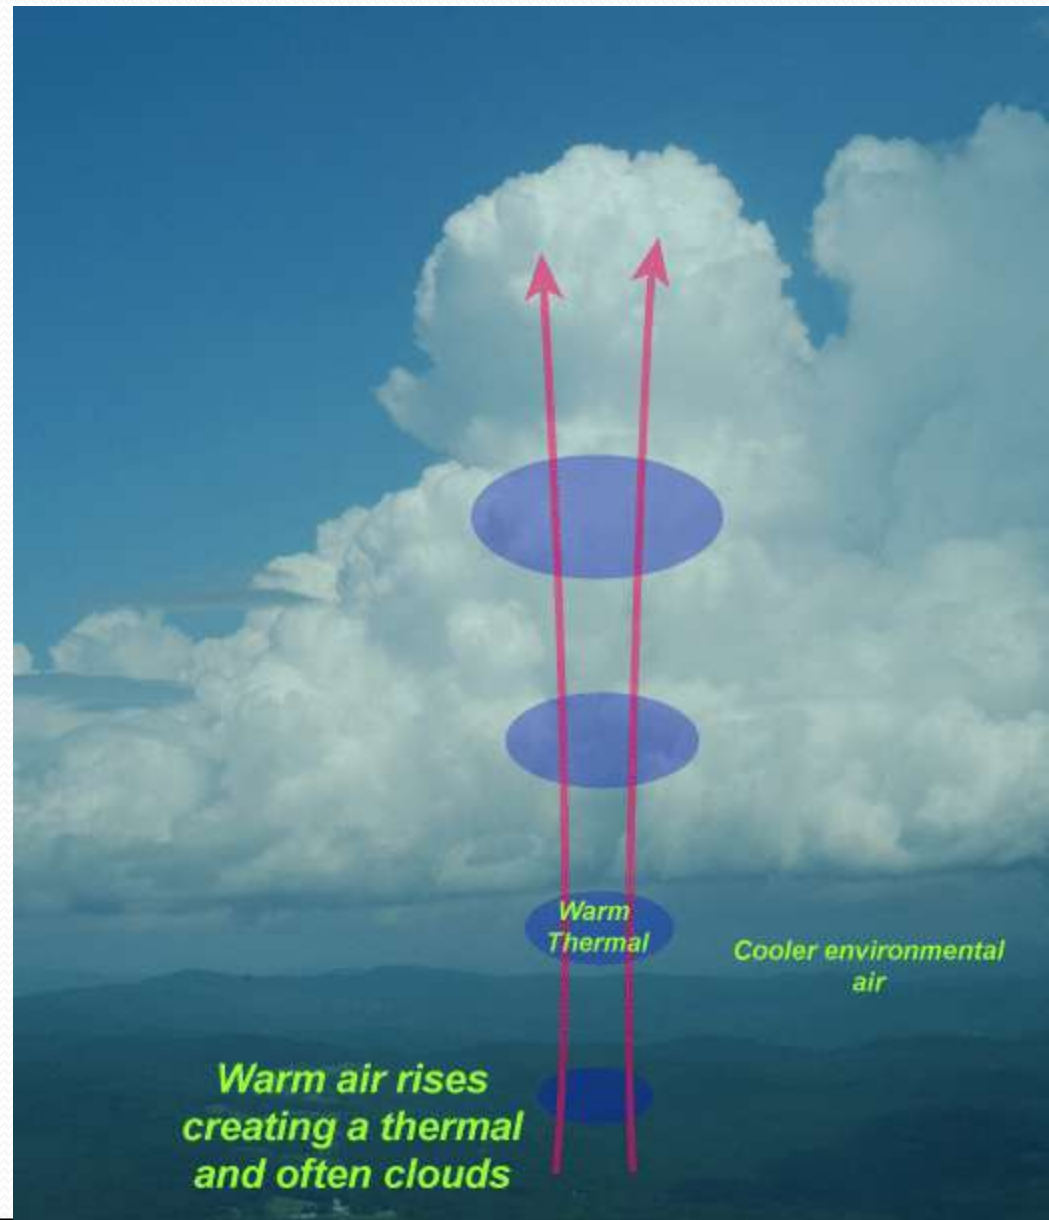 Warm
Thermal
Cooler environmental
air
Warm air rises
creating a thermal
and often clouds